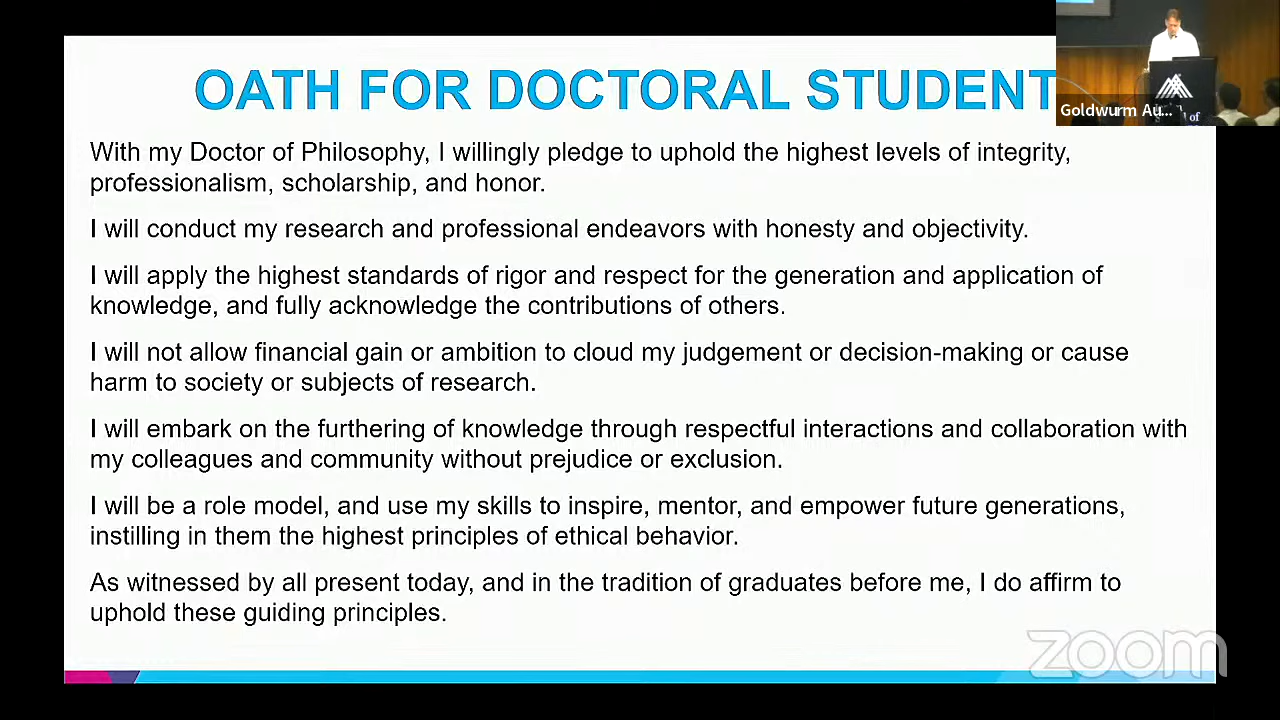 OATH FOR DOCTORAL STUDENT
Goldwurm Au...
of
With my Doctor of Philosophy, I willingly pledge to uphold the highest levels of integrity,
professionalism, scholarship, and honor.
I will conduct my research and professional endeavors with honesty and objectivity.
I will apply the highest standards of rigor and respect for the generation and application of
knowledge, and fully acknowledge the contributions of others.
I will not allow financial gain or ambition to cloud my judgement or decision-making or cause
harm to society or subjects of research.
I will embark on the furthering of knowledge through respectful interactions and collaboration with
my colleagues and community without prejudice or exclusion.
I will be a role model, and use my skills to inspire, mentor, and empower future generations,
instilling in them the highest principles of ethical behavior.
As witnessed by all present today, and in the tradition of graduates before me, I do affirm to
uphold these guiding principles.
zoom